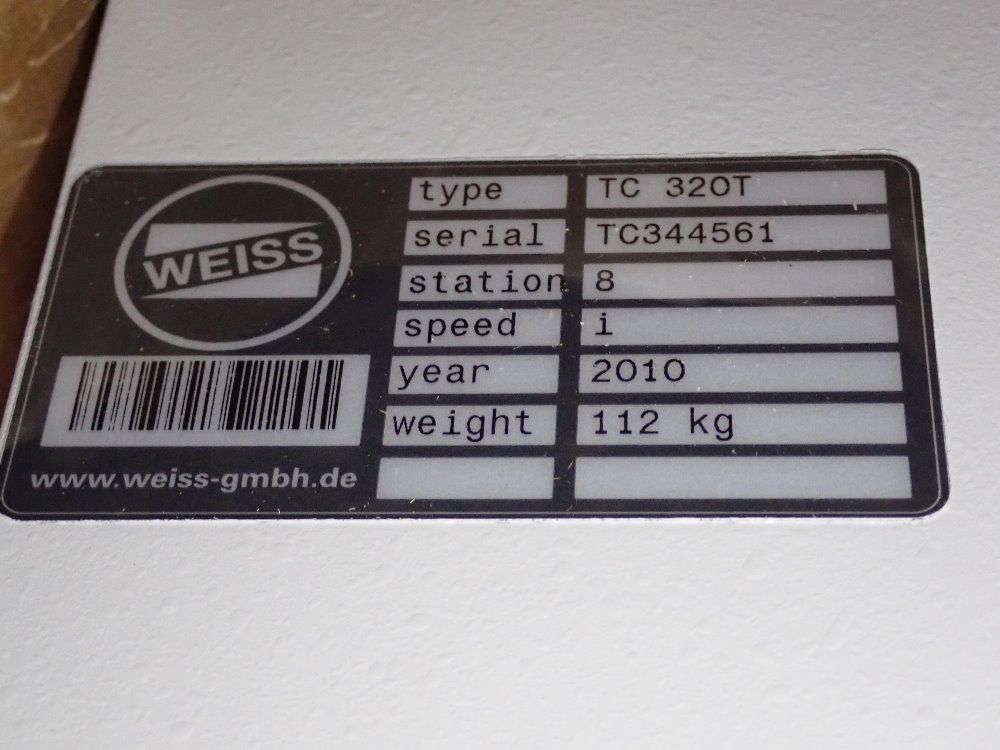 WEISS
www.weiss-gmbh.de
type TC 320T
serial TC344561
station 8
speed i
year 2010
weight 112 kg